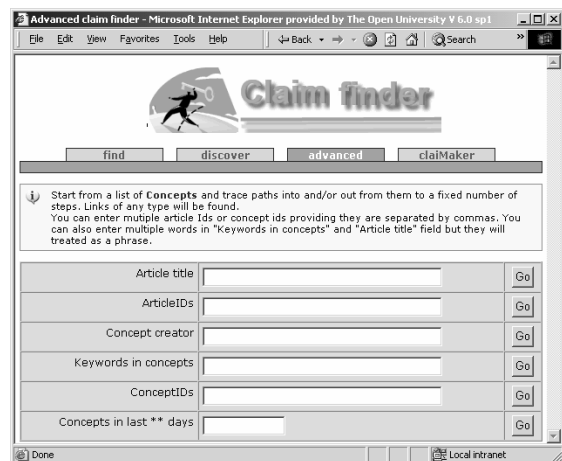 Advanced claim finder - Microsoft Internet Explorer provided by The Open University V 6.0 sp1
File Edit View Favorites Tools Help Back Search »
Claim finder
find discover advanced claiMaker
Start from a list of Concepts and trace paths into and/or out from them to a fixed number of
steps. Links of any type will be found.
You can enter mutiple article Ids or concept ids providing they are separated by commas. You
can also enter multiple words in "Keywords in concepts" and "Article title" field but they will
treated as a phrase.
Article title Go
ArticleIDs Go
Concept creator Go
Keywords in concepts Go
ConceptIDs Go
Concepts in last ** days Go
Done Local intranet